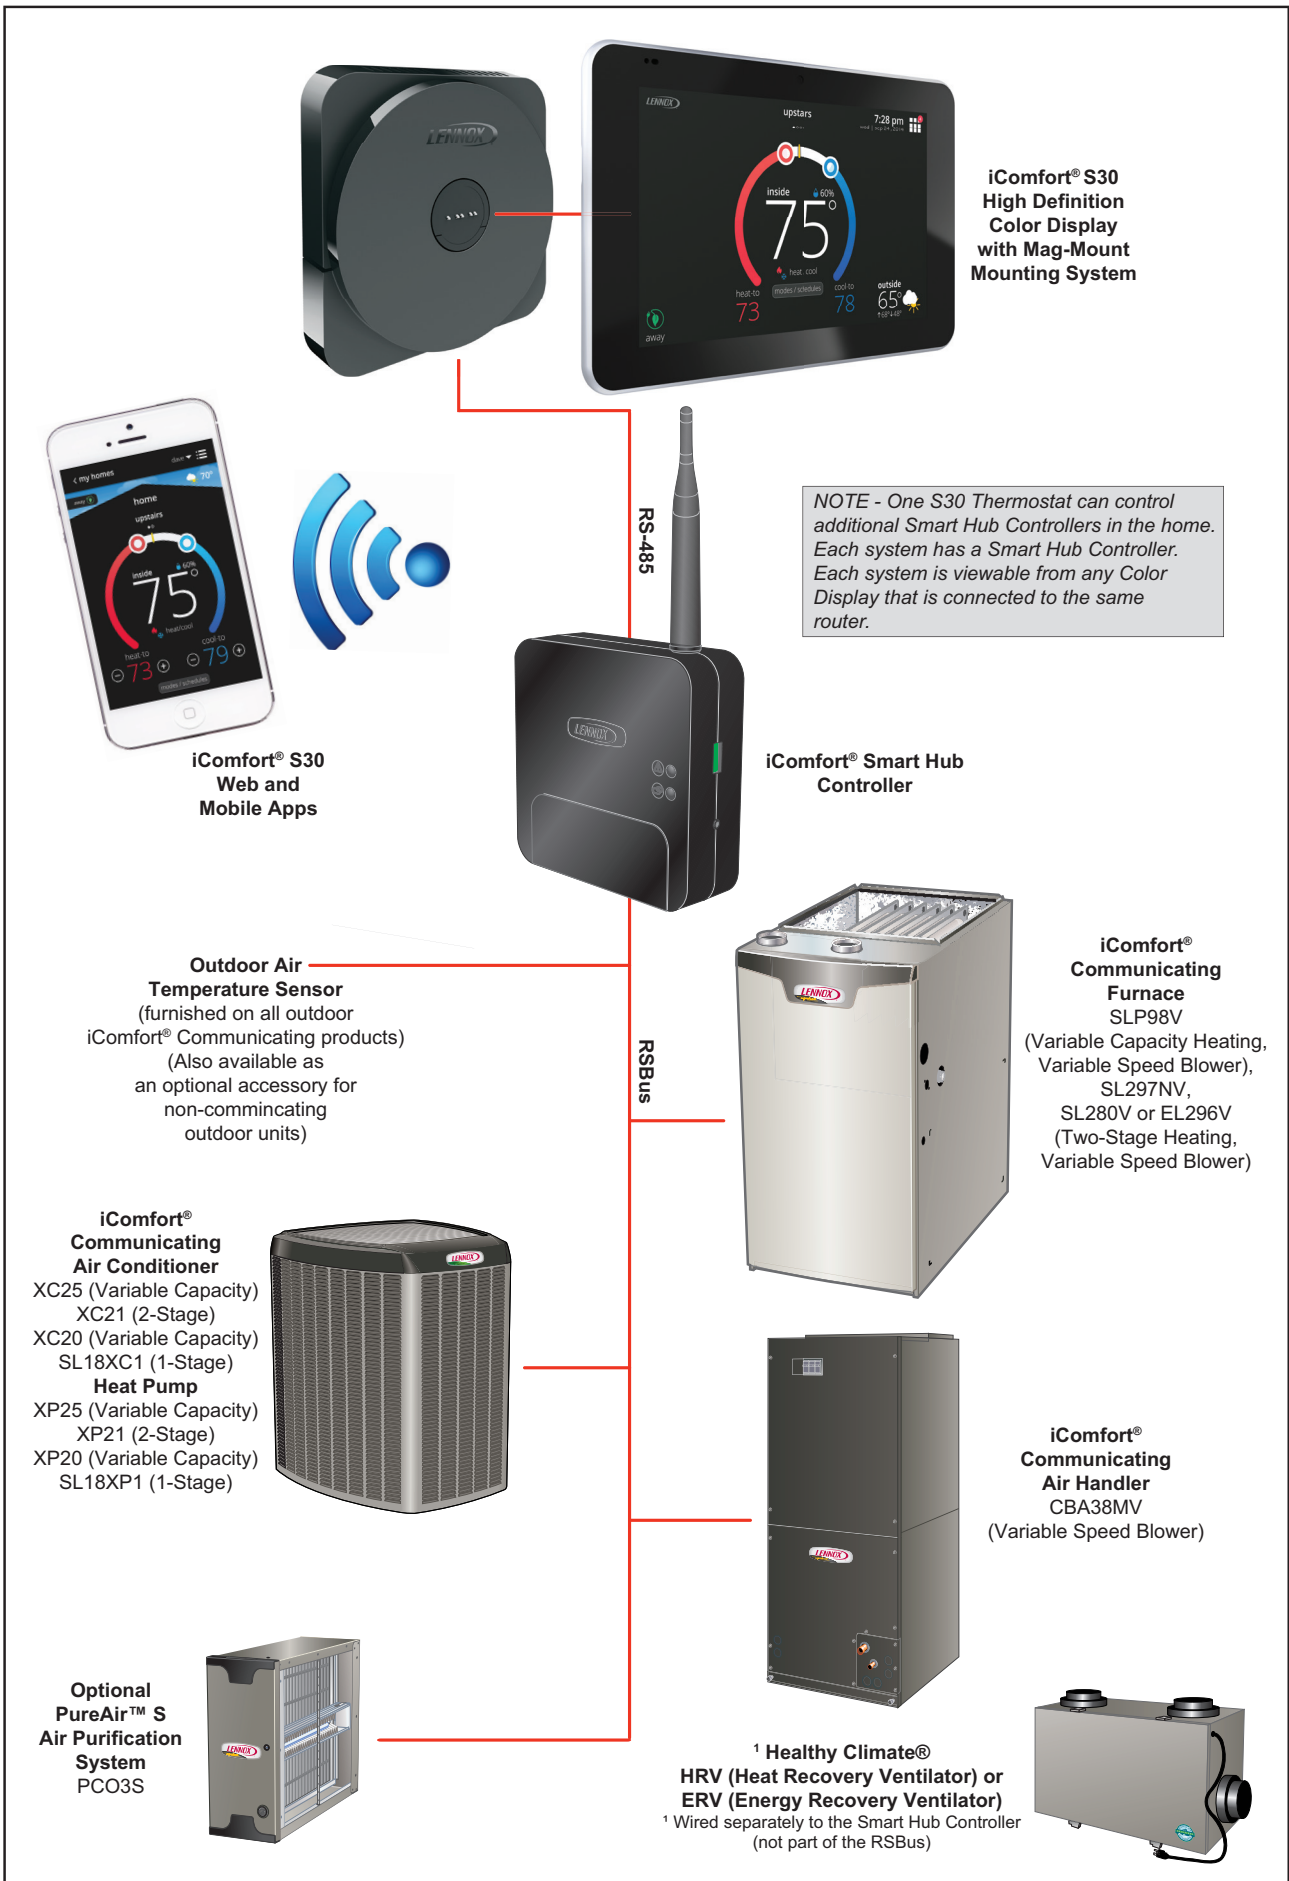 LENNOX
LENNOX
upstars
7:28 pm
wed | sep 24, 2014
inside
60%
75°
heat cool
modes / schedules
heat-to
73
cool-to
78
outside
65°
68° 48°
away
iComfort® S30
High Definition
Color Display
with Mag-Mount
Mounting System
< my homes
dave
away
70°
home
upstairs
inside
60%
75°
heat/cool
heat-to
73
cool-to
79
modes / schedules
iComfort® S30
Web and
Mobile Apps
RS-485
NOTE - One S30 Thermostat can control
additional Smart Hub Controllers in the home.
Each system has a Smart Hub Controller.
Each system is viewable from any Color
Display that is connected to the same
router.
LENNOX
iComfort® Smart Hub
Controller
Outdoor Air
Temperature Sensor
(furnished on all outdoor
iComfort® Communicating products)
(Also available as
an optional accessory for
non-commincating
outdoor units)
RSBus
LENNOX
iComfort®
Communicating
Furnace
SLP98V
(Variable Capacity Heating,
Variable Speed Blower),
SL297NV,
SL280V or EL296V
(Two-Stage Heating,
Variable Speed Blower)
iComfort®
Communicating
Air Conditioner
XC25 (Variable Capacity)
XC21 (2-Stage)
XC20 (Variable Capacity)
SL18XC1 (1-Stage)
Heat Pump
XP25 (Variable Capacity)
XP21 (2-Stage)
XP20 (Variable Capacity)
SL18XP1 (1-Stage)
LENNOX
LENNOX
iComfort®
Communicating
Air Handler
CBA38MV
(Variable Speed Blower)
Optional
PureAir™ S
Air Purification
System
PCO3S
LENNOX
¹ Healthy Climate®
HRV (Heat Recovery Ventilator) or
ERV (Energy Recovery Ventilator)
¹ Wired separately to the Smart Hub Controller
(not part of the RSBus)